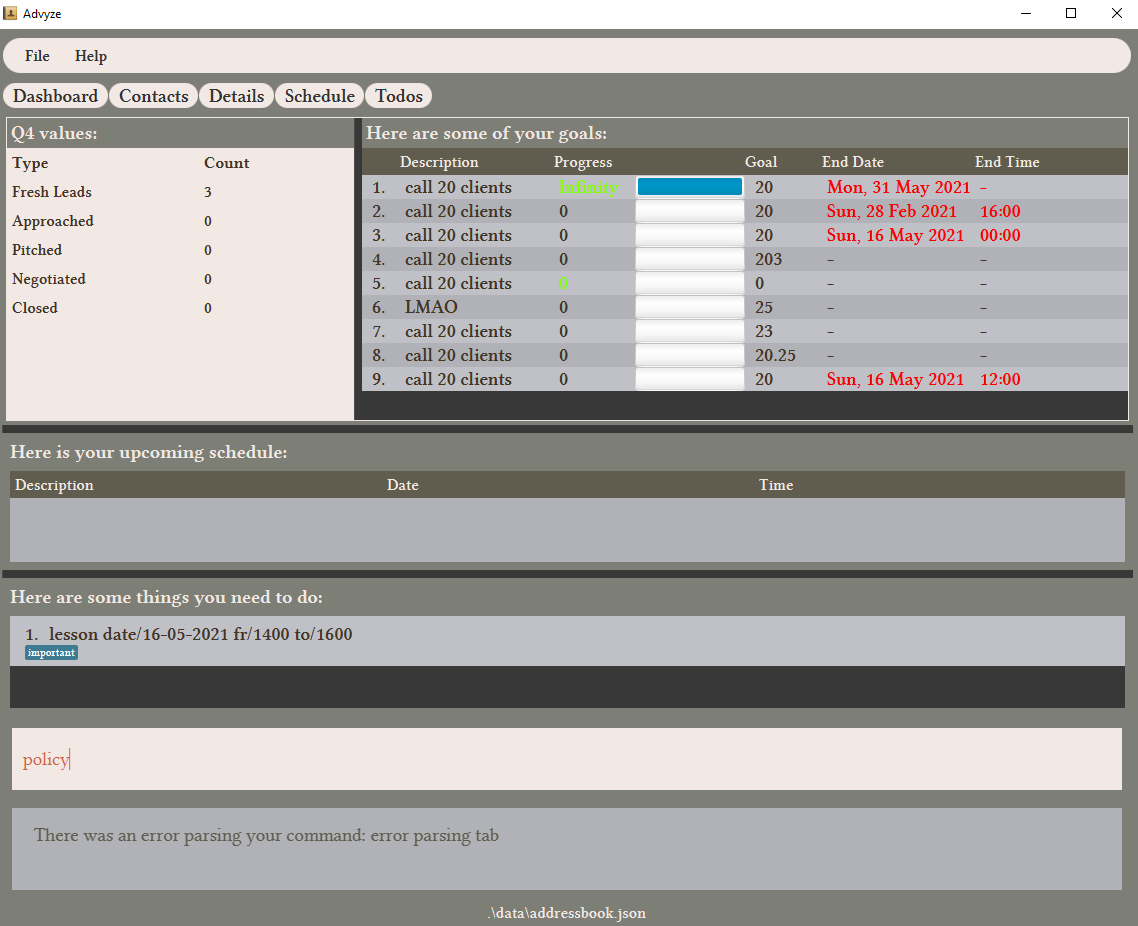 Advyze
File Help
Dashboard Contacts Details Schedule Todos
Q4 values:
Type Count
Fresh Leads 3
Approached 0
Pitched 0
Negotiated 0
Closed 0
Here are some of your goals:
Description Progress Goal End Date End Time
1. call 20 clients Infinity 20 Mon, 31 May 2021 -
2. call 20 clients 0 20 Sun, 28 Feb 2021 16:00
3. call 20 clients 0 20 Sun, 16 May 2021 00:00
4. call 20 clients 0 203 - -
5. call 20 clients 0 0 - -
6. LMAO 0 25 - -
7. call 20 clients 0 23 - -
8. call 20 clients 0 20.25 - -
9. call 20 clients 0 20 Sun, 16 May 2021 12:00
Here is your upcoming schedule:
Description Date Time
Here are some things you need to do:
1. lesson date/16-05-2021 fr/1400 to/1600
important
policy
There was an error parsing your command: error parsing tab
.\data\addressbook.json